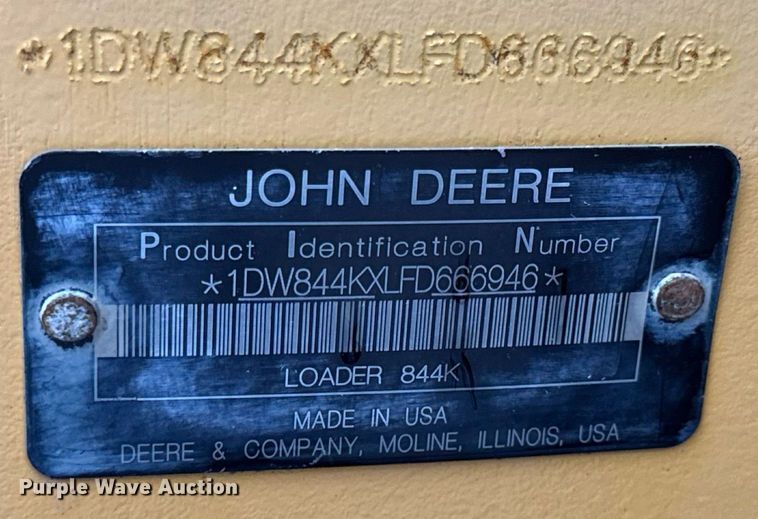 *1DW844KXLFD666946*
JOHN DEERE
Product Identification Number
*1DW844KXLFD666946*
LOADER 844K
MADE IN USA
DEERE & COMPANY, MOLINE, ILLINOIS, USA
Purple Wave Auction